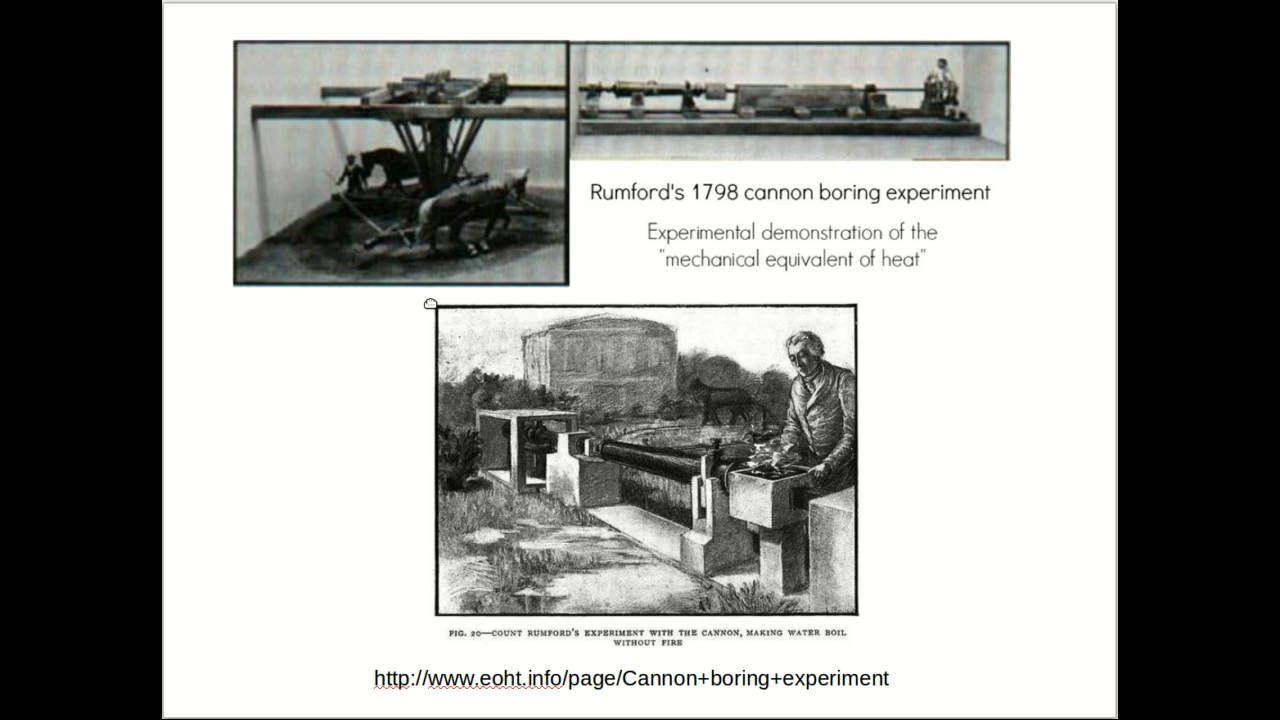 Rumford's 1798 cannon boring experiment
Experimental demonstration of the
"mechanical equivalent of heat"
FIG. 20—COUNT RUMFORD'S EXPERIMENT WITH THE CANNON, MAKING WATER BOIL
WITHOUT FIRE
http://www.eoht.info/page/Cannon+boring+experiment